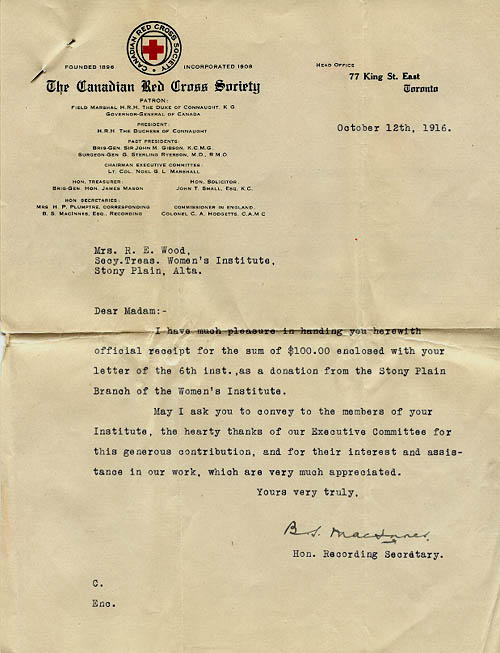 CANADIAN RED CROSS SOCIETY
FOUNDED 1896 INCORPORATED 1909
The Canadian Red Cross Society
PATRON:
FIELD MARSHAL H.R.H. THE DUKE OF CONNAUGHT, K.G.
GOVERNOR-GENERAL OF CANADA
PRESIDENT:
H.R.H THE DUCHESS OF CONNAUGHT
PAST PRESIDENTS:
BRIG-GEN. SIR JOHN M. GIBSON, K.C.M.G.
SURGEON-GEN G. STERLING RYERSON, M.D., R.M.O
CHAIRMAN EXECUTIVE COMMITTEE:
LT. COL. NOEL G. L. MARSHALL
HON. TREASURER: HON. SOLICITOR:
BRIG-GEN. HON. JAMES MASON JOHN T. SMALL, ESQ. K.C.
HON SECRETARIES:
MRS H. P. PLUMPTRE, CORRESPONDING COMMISSIONER IN ENGLAND,
B. S. MACINNES, ESQ., RECORDING COLONEL C. A. HODGETTS, C.A.M.C
HEAD OFFICE
77 King St. East
Toronto
October 12th, 1916.
Mrs. R. E. Wood,
Secy.Treas. Women's Institute,
Stony Plain, Alta.
Dear Madam:-
I have much pleasure in handing you herewith
official receipt for the sum of $100.00 enclosed with your
letter of the 6th inst.,as a donation from the Stony Plain
Branch of the Women's Institute.
May I ask you to convey to the members of your
Institute, the hearty thanks of our Executive Committee for
this generous contribution, and for their interest and assis-
tance in our work, which are very much appreciated.
Yours very truly,
B.S. MacInnes
Hon. Recording Secretary.
C.
Enc.